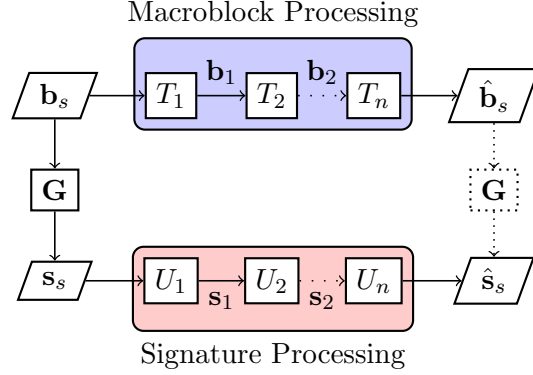 Macroblock Processing
b_s T_1 b_1 T_2 b_2 T_n b̂_s
G G
s_s U_1 s_1 U_2 s_2 U_n ŝ_s
Signature Processing